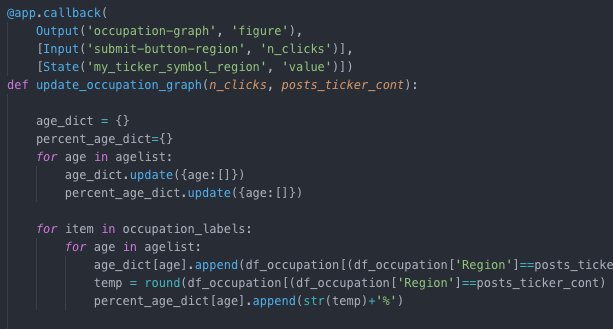 @app.callback(
    Output('occupation-graph', 'figure'),
    [Input('submit-button-region', 'n_clicks')],
    [State('my_ticker_symbol_region', 'value')])
def update_occupation_graph(n_clicks, posts_ticker_cont):
    age_dict = {}
    percent_age_dict={}
    for age in agelist:
        age_dict.update({age:[]})
        percent_age_dict.update({age:[]})
    for item in occupation_labels:
        for age in agelist:
            age_dict[age].append(df_occupation[(df_occupation['Region']==posts_ticke
            temp = round(df_occupation[(df_occupation['Region']==posts_ticker_cont)
            percent_age_dict[age].append(str(temp)+'%')